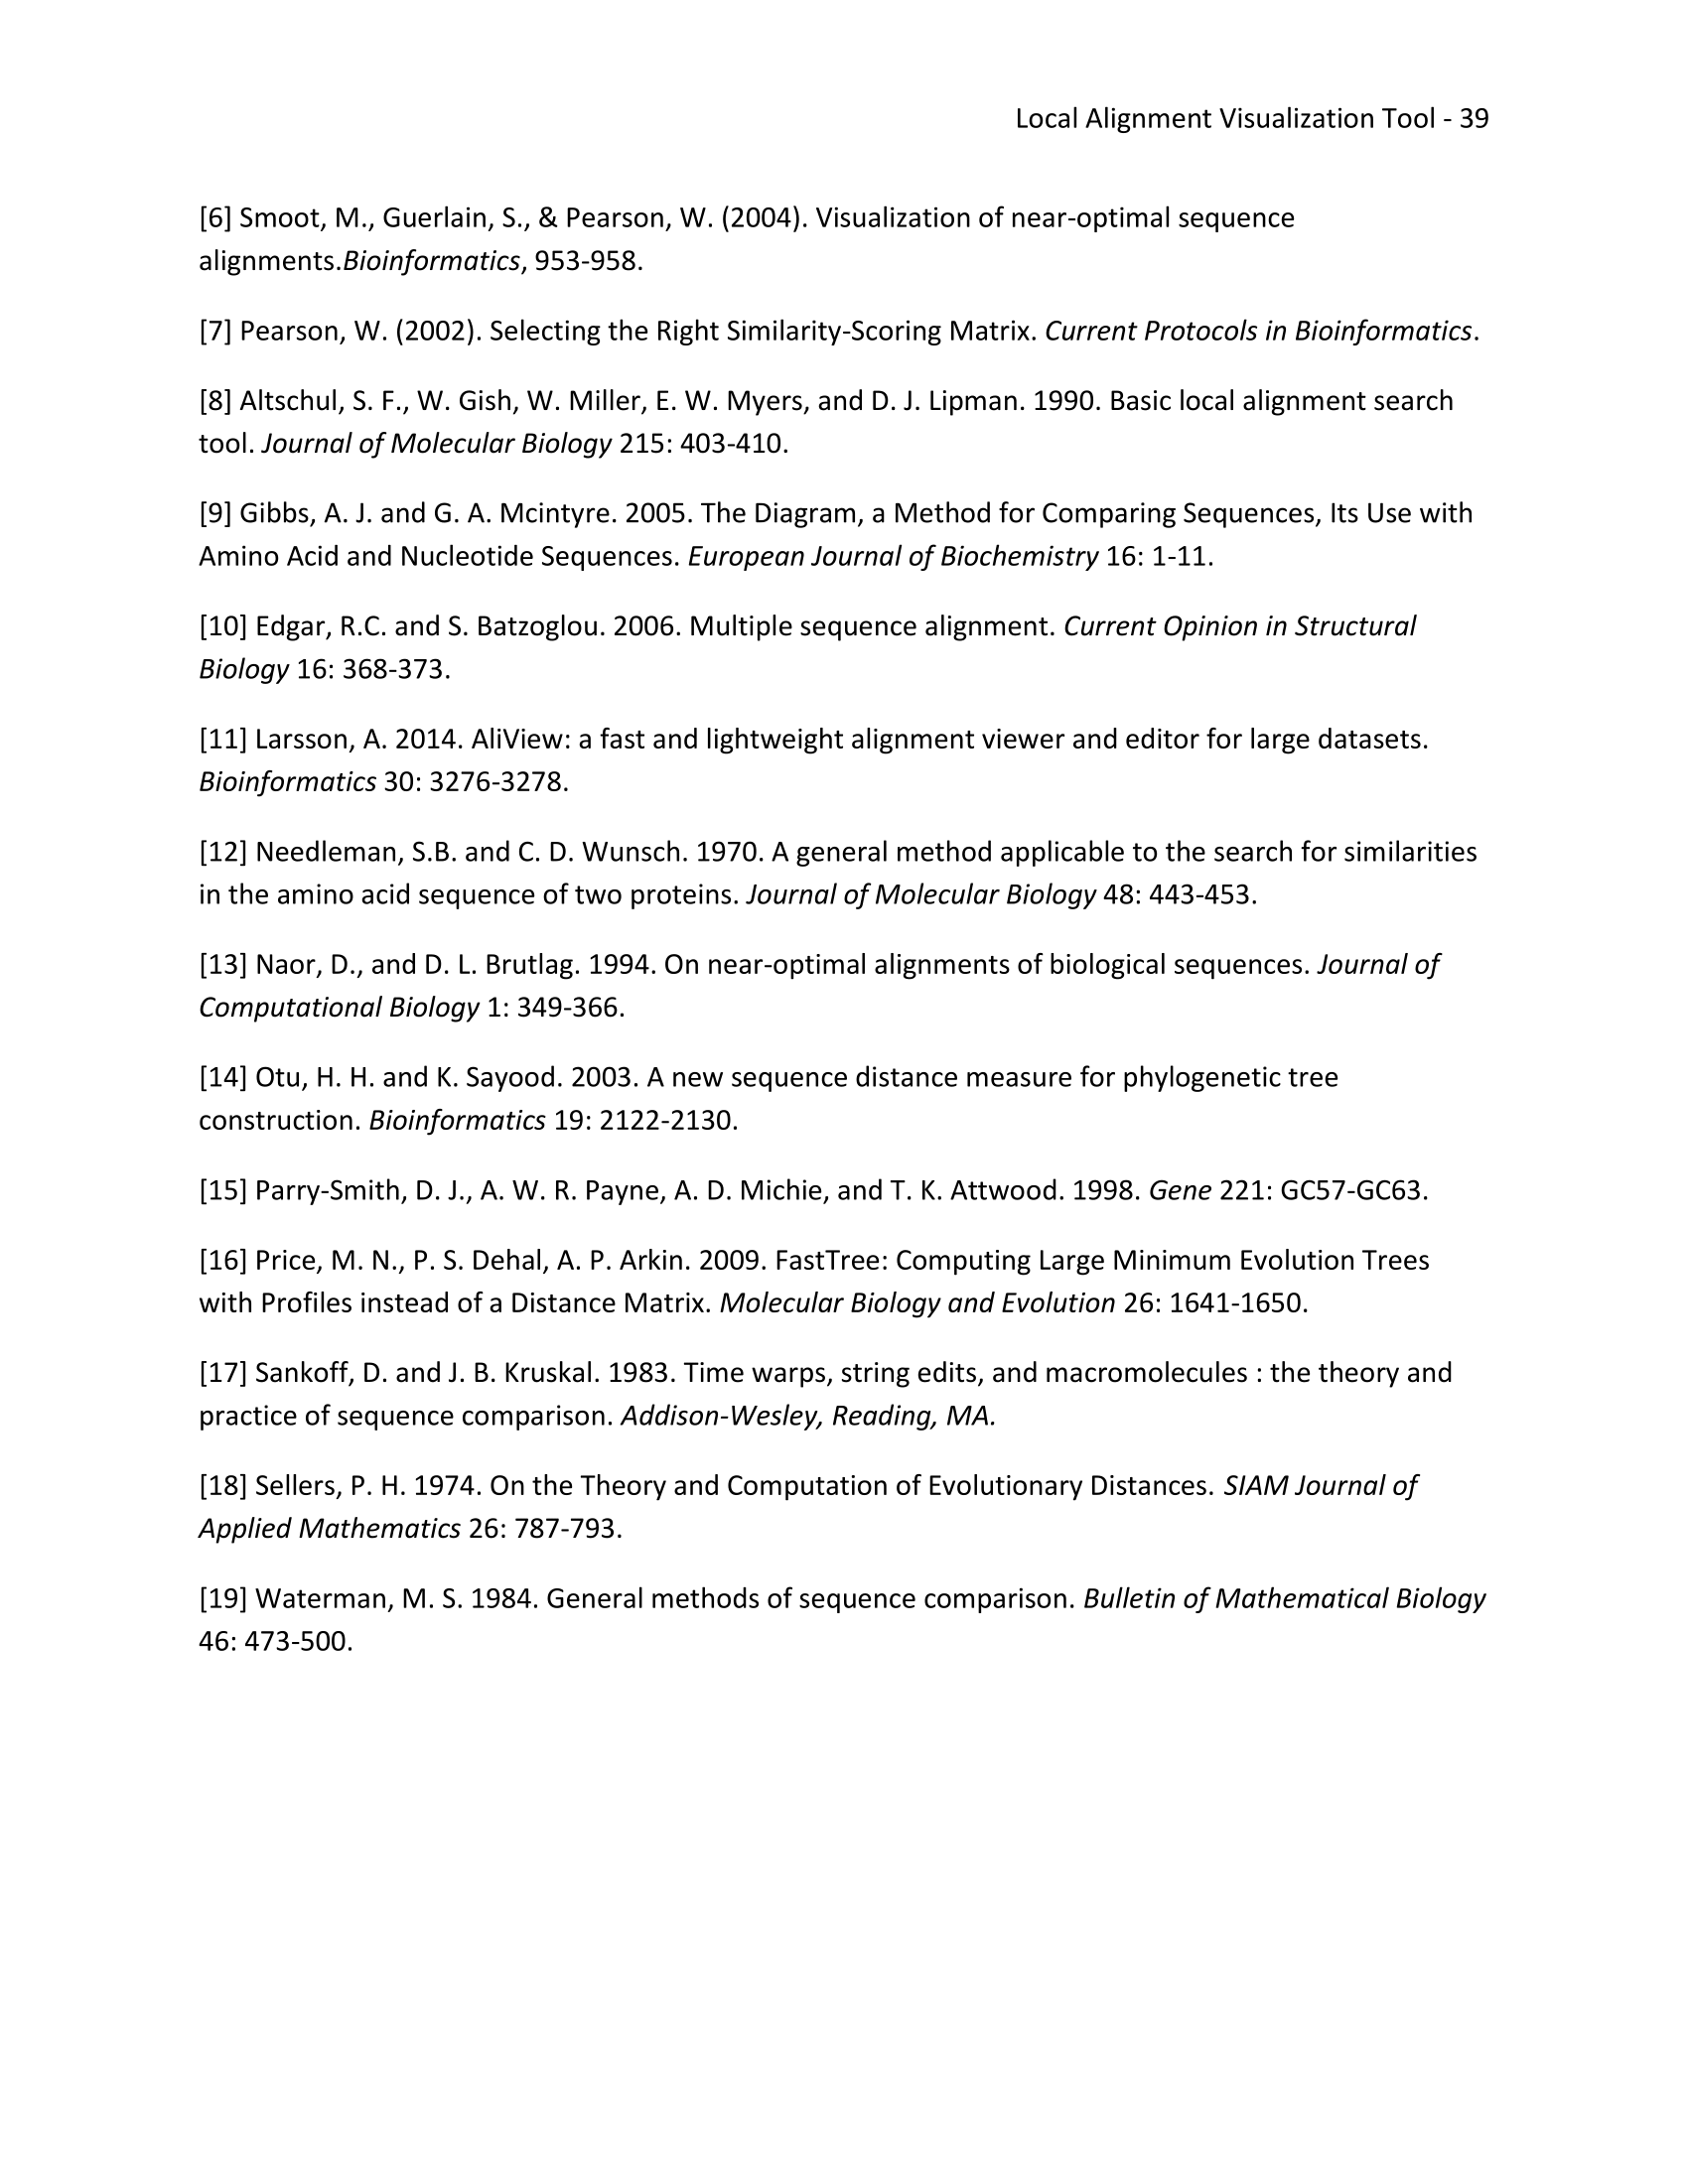 Local Alignment Visualization Tool - 39
[6] Smoot, M., Guerlain, S., & Pearson, W. (2004). Visualization of near-optimal sequence
alignments.Bioinformatics, 953-958.
[7] Pearson, W. (2002). Selecting the Right Similarity-Scoring Matrix. Current Protocols in Bioinformatics.
[8] Altschul, S. F., W. Gish, W. Miller, E. W. Myers, and D. J. Lipman. 1990. Basic local alignment search
tool. Journal of Molecular Biology 215: 403-410.
[9] Gibbs, A. J. and G. A. Mcintyre. 2005. The Diagram, a Method for Comparing Sequences, Its Use with
Amino Acid and Nucleotide Sequences. European Journal of Biochemistry 16: 1-11.
[10] Edgar, R.C. and S. Batzoglou. 2006. Multiple sequence alignment. Current Opinion in Structural
Biology 16: 368-373.
[11] Larsson, A. 2014. AliView: a fast and lightweight alignment viewer and editor for large datasets.
Bioinformatics 30: 3276-3278.
[12] Needleman, S.B. and C. D. Wunsch. 1970. A general method applicable to the search for similarities
in the amino acid sequence of two proteins. Journal of Molecular Biology 48: 443-453.
[13] Naor, D., and D. L. Brutlag. 1994. On near-optimal alignments of biological sequences. Journal of
Computational Biology 1: 349-366.
[14] Otu, H. H. and K. Sayood. 2003. A new sequence distance measure for phylogenetic tree
construction. Bioinformatics 19: 2122-2130.
[15] Parry-Smith, D. J., A. W. R. Payne, A. D. Michie, and T. K. Attwood. 1998. Gene 221: GC57-GC63.
[16] Price, M. N., P. S. Dehal, A. P. Arkin. 2009. FastTree: Computing Large Minimum Evolution Trees
with Profiles instead of a Distance Matrix. Molecular Biology and Evolution 26: 1641-1650.
[17] Sankoff, D. and J. B. Kruskal. 1983. Time warps, string edits, and macromolecules : the theory and
practice of sequence comparison. Addison-Wesley, Reading, MA.
[18] Sellers, P. H. 1974. On the Theory and Computation of Evolutionary Distances. SIAM Journal of
Applied Mathematics 26: 787-793.
[19] Waterman, M. S. 1984. General methods of sequence comparison. Bulletin of Mathematical Biology
46: 473-500.